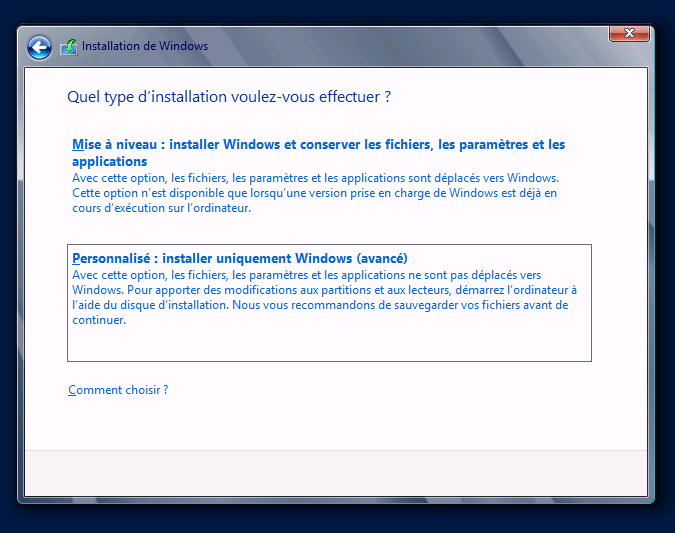 Installation de Windows
Quel type d’installation voulez-vous effectuer ?
Mise à niveau : installer Windows et conserver les fichiers, les paramètres et les
applications
Avec cette option, les fichiers, les paramètres et les applications sont déplacés vers Windows.
Cette option n’est disponible que lorsqu’une version prise en charge de Windows est déjà en
cours d’exécution sur l’ordinateur.
Personnalisé : installer uniquement Windows (avancé)
Avec cette option, les fichiers, les paramètres et les applications ne sont pas déplacés vers
Windows. Pour apporter des modifications aux partitions et aux lecteurs, démarrez l’ordinateur à
l’aide du disque d’installation. Nous vous recommandons de sauvegarder vos fichiers avant de
continuer.
Comment choisir ?